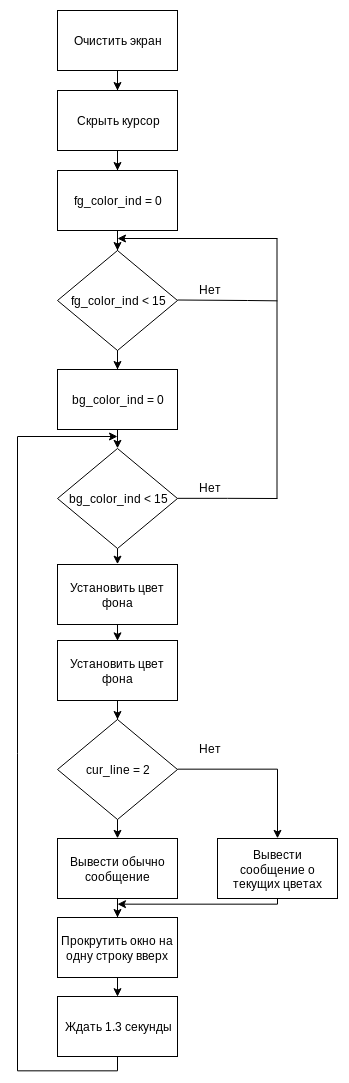 Очистить экран
Скрыть курсор
fg_color_ind = 0
Нет
fg_color_ind < 15
bg_color_ind = 0
Нет
bg_color_ind < 15
Установить цвет
фона
Установить цвет
фона
Нет
cur_line = 2
Вывести обычно
сообщение
Вывести
сообщение о
текущих цветах
Прокрутить окно на
одну строку вверх
Ждать 1.3 секунды